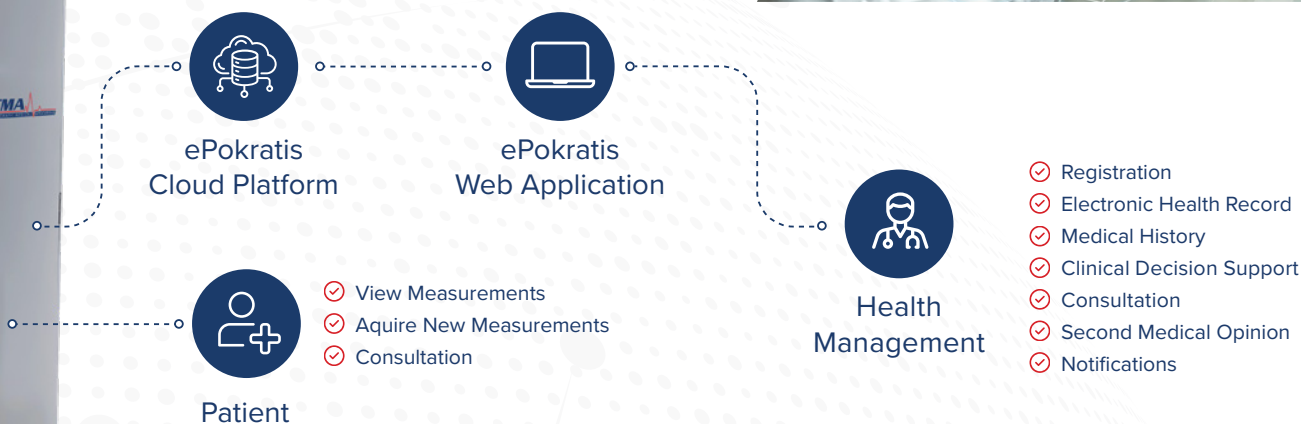 ePokratis
Cloud Platform
ePokratis
Web Application
Registration
Electronic Health Record
Medical History
Clinical Decision Support
Consultation
Second Medical Opinion
Notifications
Health
Management
View Measurements
Aquire New Measurements
Consultation
Patient